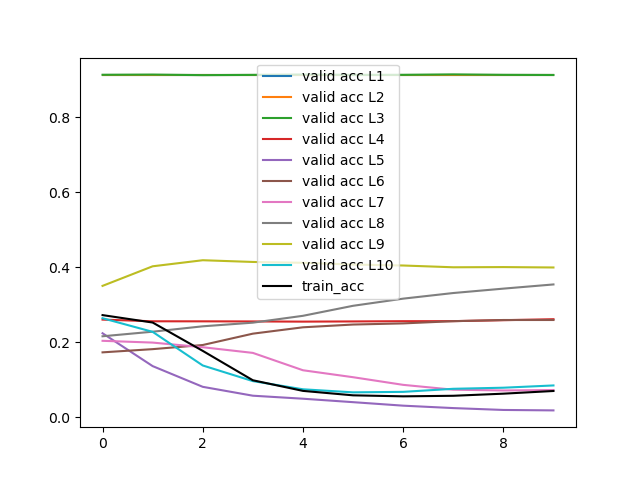 valid acc L1
valid acc L2
valid acc L3
valid acc L4
valid acc L5
valid acc L6
valid acc L7
valid acc L8
valid acc L9
valid acc L10
train_acc
0.8
0.6
0.4
0.2
0.0
0 2 4 6 8